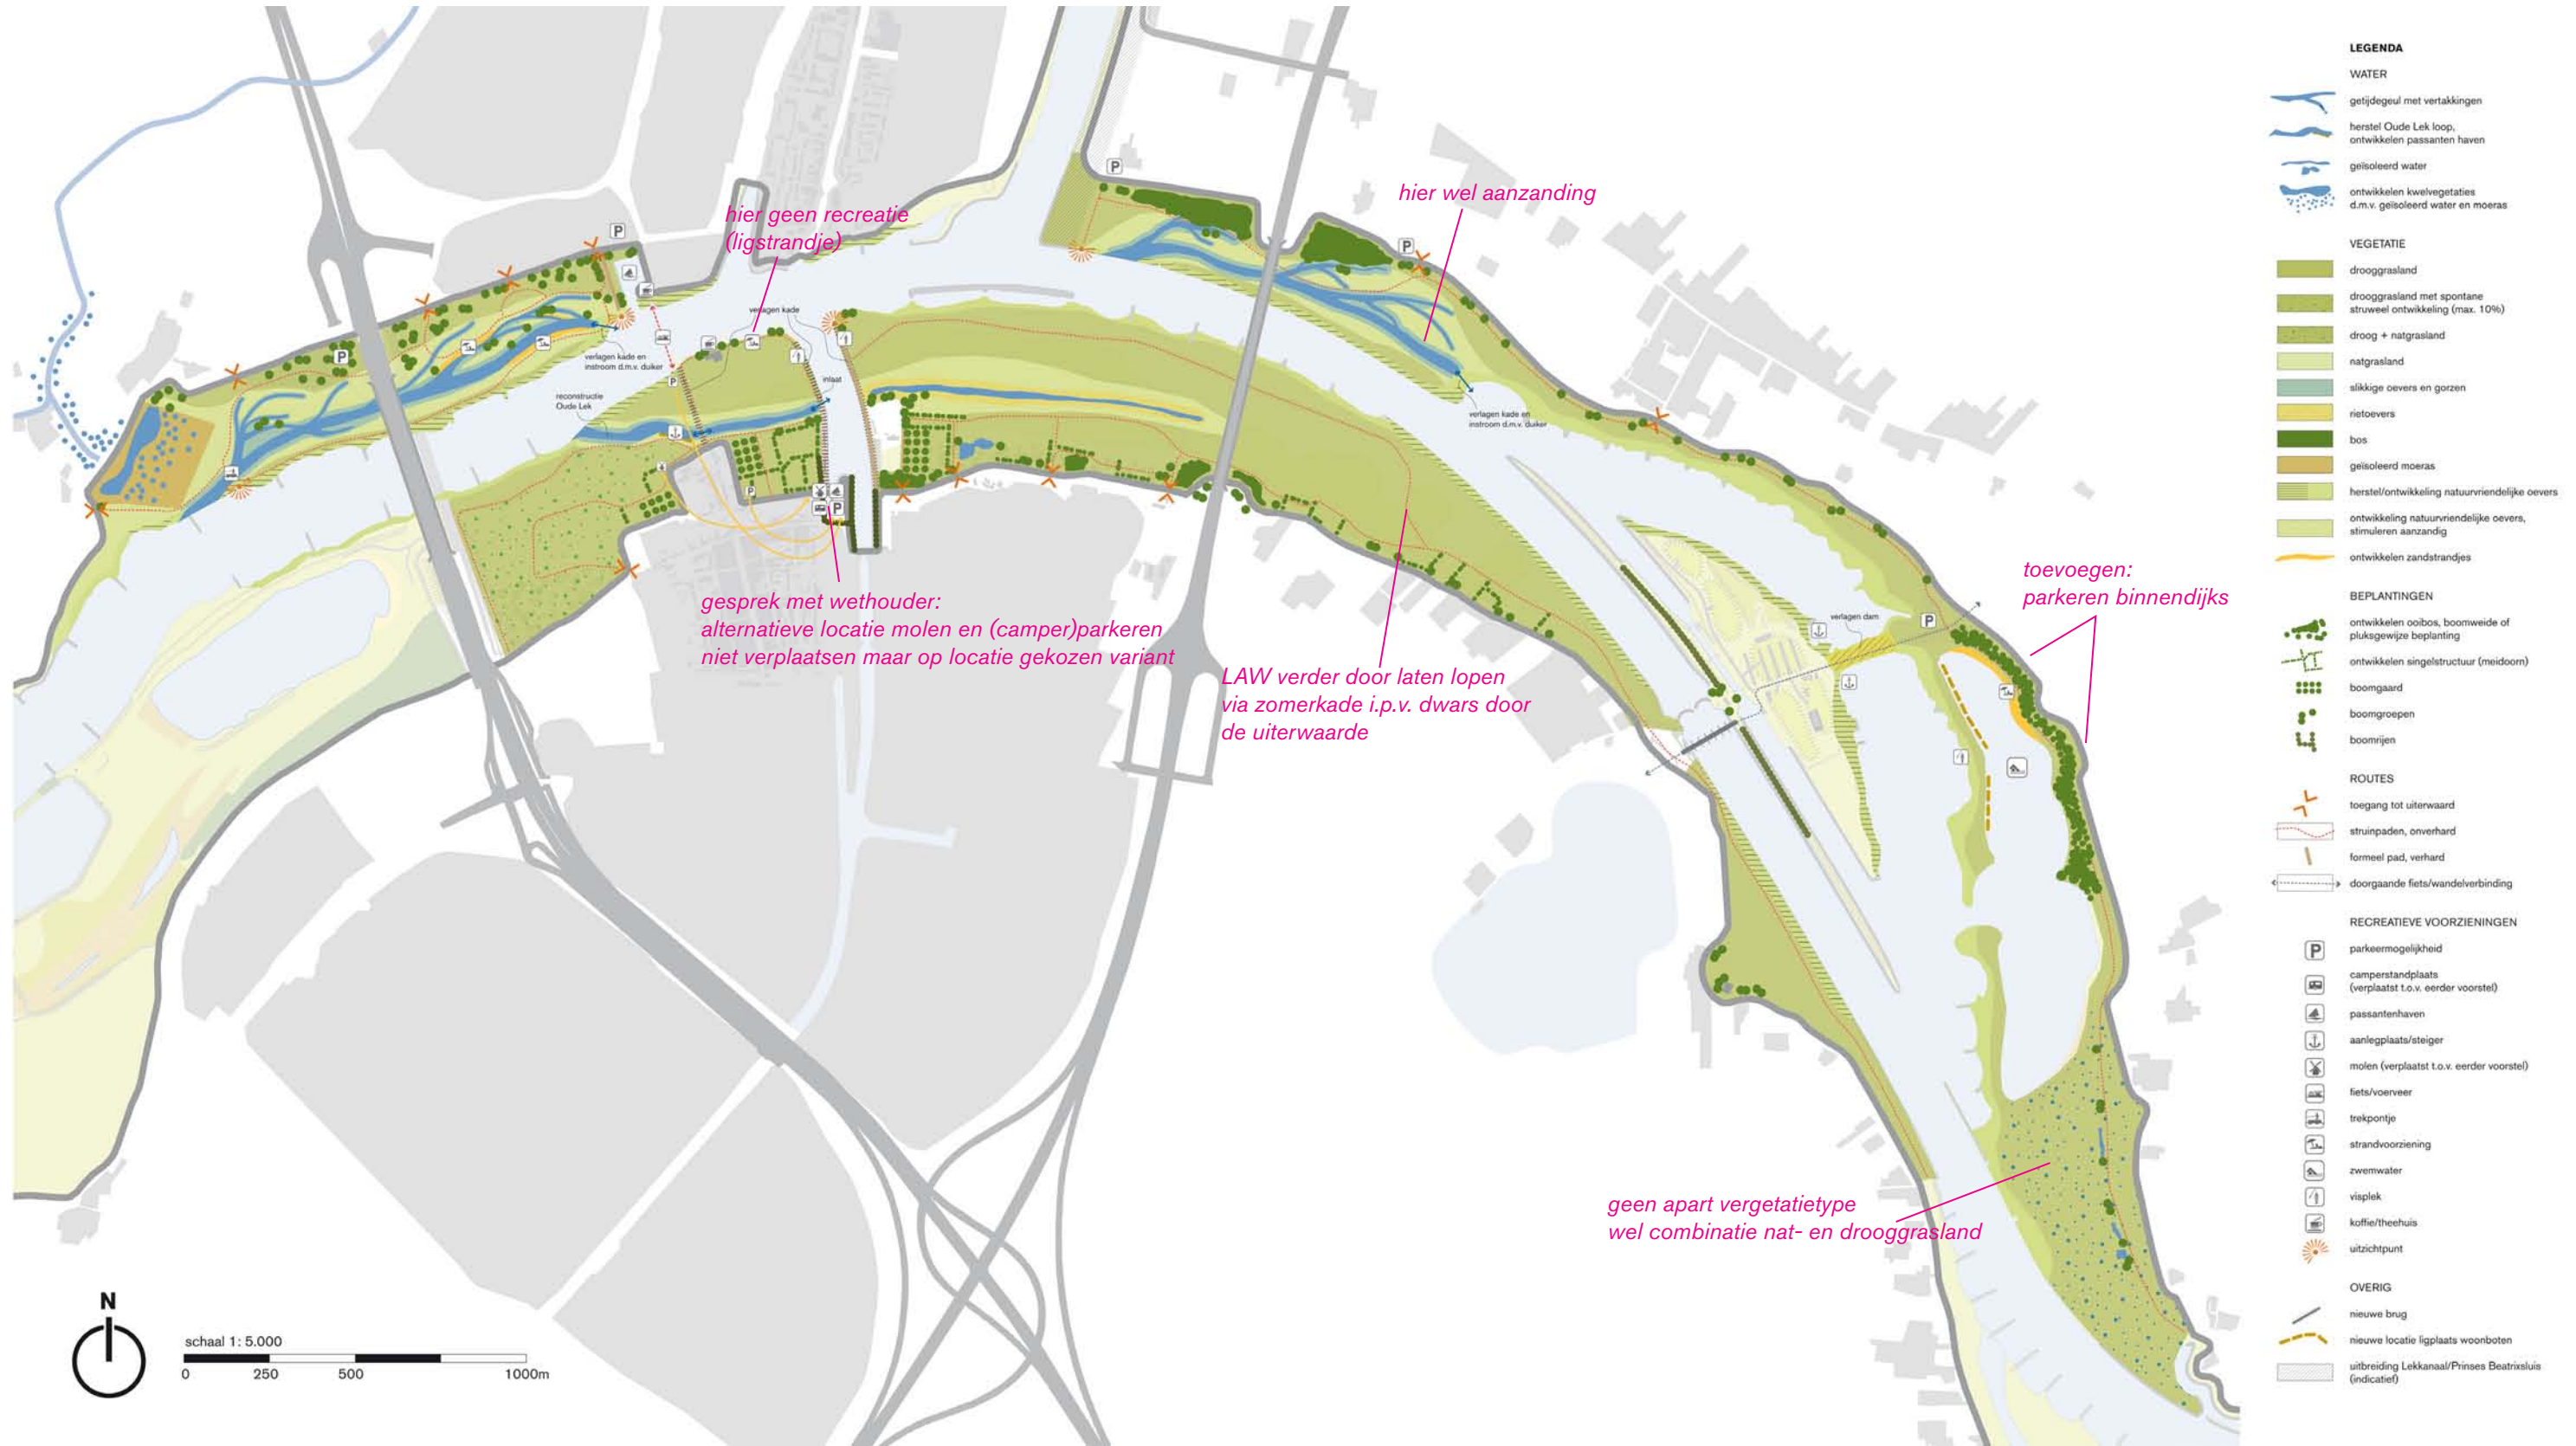 hier geen recreatie
(ligstrandje)
hier wel aanzanding
P
P
P
P
verlagen kade
verlagen kade en
instroom d.m.v. duiker
P
inlaat
reconstructie
Oude Lek
verlagen kade en
instroom d.m.v. duiker
P
P
gesprek met wethouder:
alternatieve locatie molen en (camper)parkeren
niet verplaatsen maar op locatie gekozen variant
toevoegen:
parkeren binnendijks
verlagen dam
P
LAW verder door laten lopen
via zomerkade i.p.v. dwars door
de uiterwaarde
geen apart vergetatietype
wel combinatie nat- en drooggrasland
N
schaal 1: 5.000
0 250 500 1000m
LEGENDA
WATER
getijdegeul met vertakkingen
herstel Oude Lek loop,
ontwikkelen passanten haven
geïsoleerd water
ontwikkelen kwelvegetaties
d.m.v. geïsoleerd water en moeras
VEGETATIE
drooggrasland
drooggrasland met spontane
struweel ontwikkeling (max. 10%)
droog + natgrasland
natgrasland
slikkige oevers en gorzen
rietoevers
bos
geïsoleerd moeras
herstel/ontwikkeling natuurvriendelijke oevers
ontwikkeling natuurvriendelijke oevers,
stimuleren aanzandig
ontwikkelen zandstrandjes
BEPLANTINGEN
ontwikkelen ooibos, boomweide of
pluksgewijze beplanting
ontwikkelen singelstructuur (meidoorn)
boomgaard
boomgroepen
boomrijen
ROUTES
toegang tot uiterwaard
struinpaden, onverhard
formeel pad, verhard
doorgaande fiets/wandelverbinding
RECREATIEVE VOORZIENINGEN
P parkeermogelijkheid
camperstandplaats
(verplaatst t.o.v. eerder voorstel)
passantenhaven
aanlegplaats/steiger
molen (verplaatst t.o.v. eerder voorstel)
fiets/voerveer
trekpontje
strandvoorziening
zwemwater
visplek
koffie/theehuis
uitzichtpunt
OVERIG
nieuwe brug
nieuwe locatie ligplaats woonboten
uitbreiding Lekkanaal/Prinses Beatrixsluis
(indicatief)